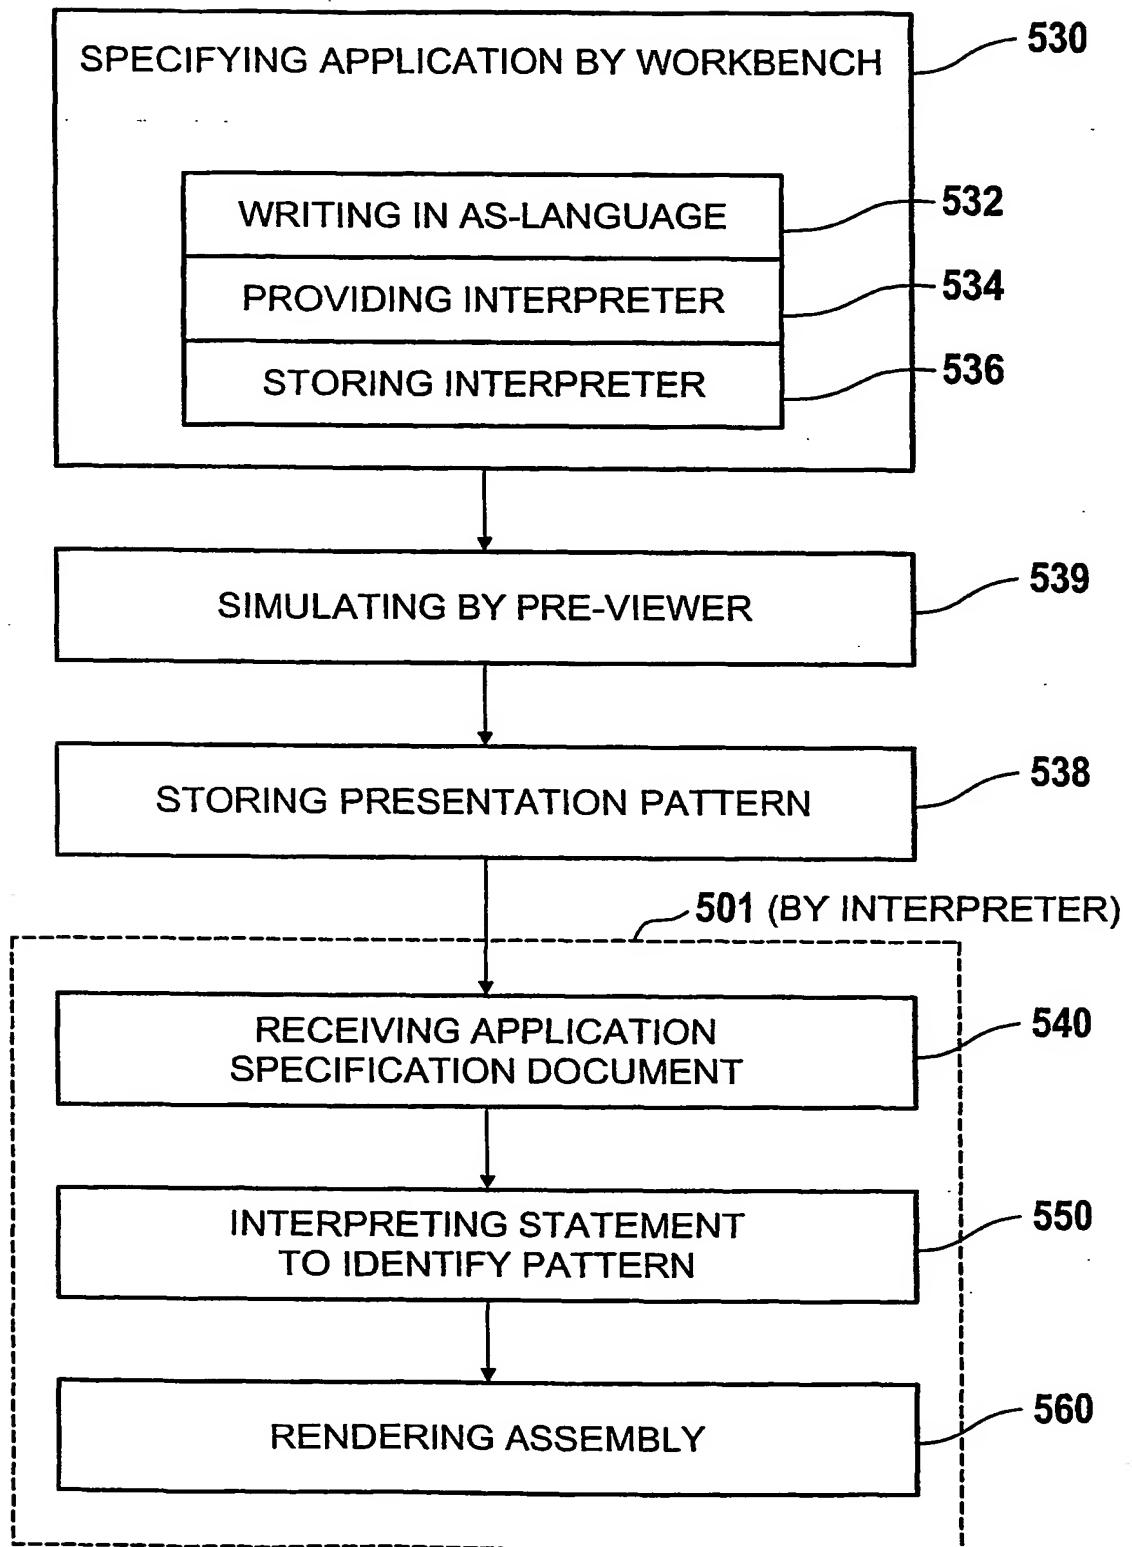 SPECIFYING APPLICATION BY WORKBENCH
530
WRITING IN AS-LANGUAGE
532
PROVIDING INTERPRETER
534
STORING INTERPRETER
536
SIMULATING BY PRE-VIEWER
539
STORING PRESENTATION PATTERN
538
501 (BY INTERPRETER)
RECEIVING APPLICATION
SPECIFICATION DOCUMENT
540
INTERPRETING STATEMENT
TO IDENTIFY PATTERN
550
RENDERING ASSEMBLY
560